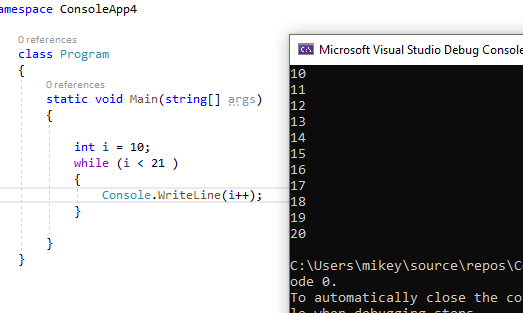 amespace ConsoleApp4
0 references
class Program
{
0 references
static void Main(string[] args)
{
int i = 10;
while (i < 21 )
{
Console.WriteLine(i++);
}
}
}
Microsoft Visual Studio Debug Console
10
11
12
13
14
15
16
17
18
19
20
C:\Users\mikey\source\repos\C
ode 0.
To automatically close the co
le when debugging stops